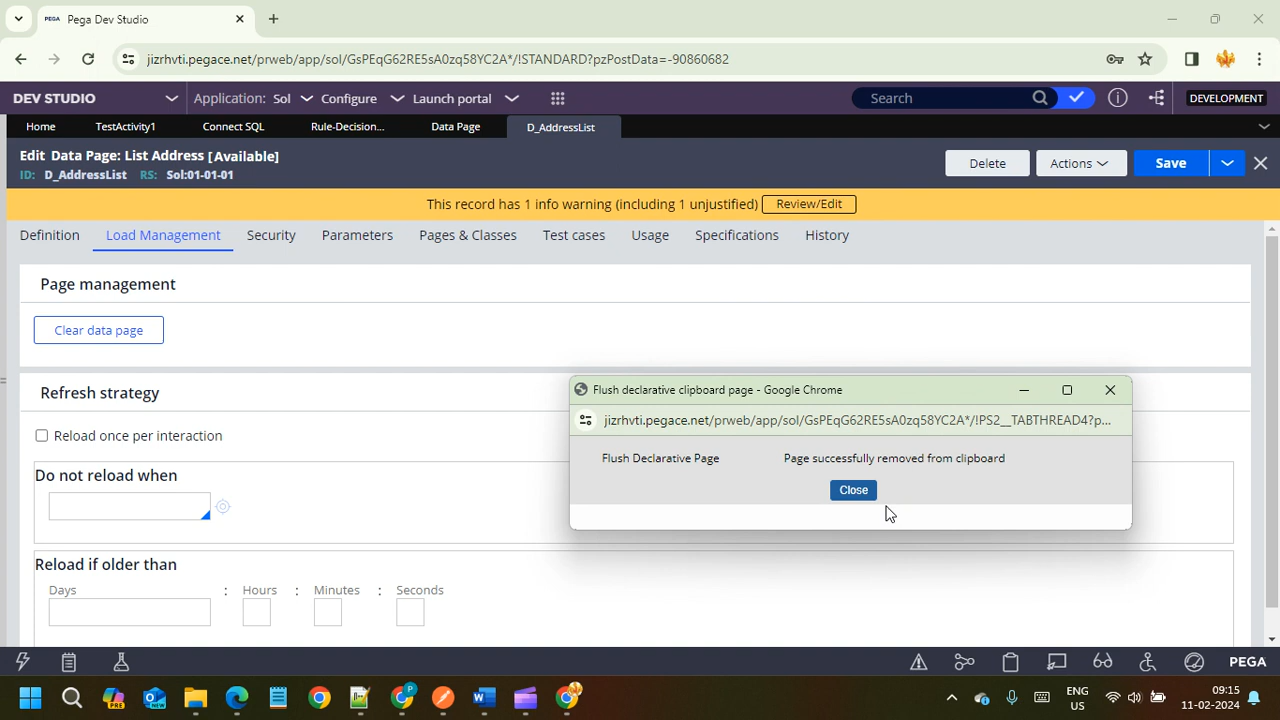 PEGA Pega Dev Studio
jizrhvti.pegace.net/prweb/app/sol/GsPEqG62RE5sA0zq58YC2A*/!STANDARD?pzPostData=-90860682
DEV STUDIO Application: Sol Configure Launch portal Search DEVELOPMENT
Home TestActivity1 Connect SQL Rule-Decision... Data Page D_AddressList
Edit Data Page: List Address [Available]
ID: D_AddressList RS: Sol:01-01-01
Delete Actions Save
This record has 1 info warning (including 1 unjustified) Review/Edit
Definition Load Management Security Parameters Pages & Classes Test cases Usage Specifications History
Page management
Clear data page
Refresh strategy
Reload once per interaction
Do not reload when
Reload if older than
Days : Hours : Minutes : Seconds
Flush declarative clipboard page - Google Chrome
jizrhvti.pegace.net/prweb/app/sol/GsPEqG62RE5sA0zq58YC2A*/!PS2__TABTHREAD4?p...
Flush Declarative Page Page successfully removed from clipboard
Close
PEGA
PRE NEW P W
ENG
US
09:15
11-02-2024